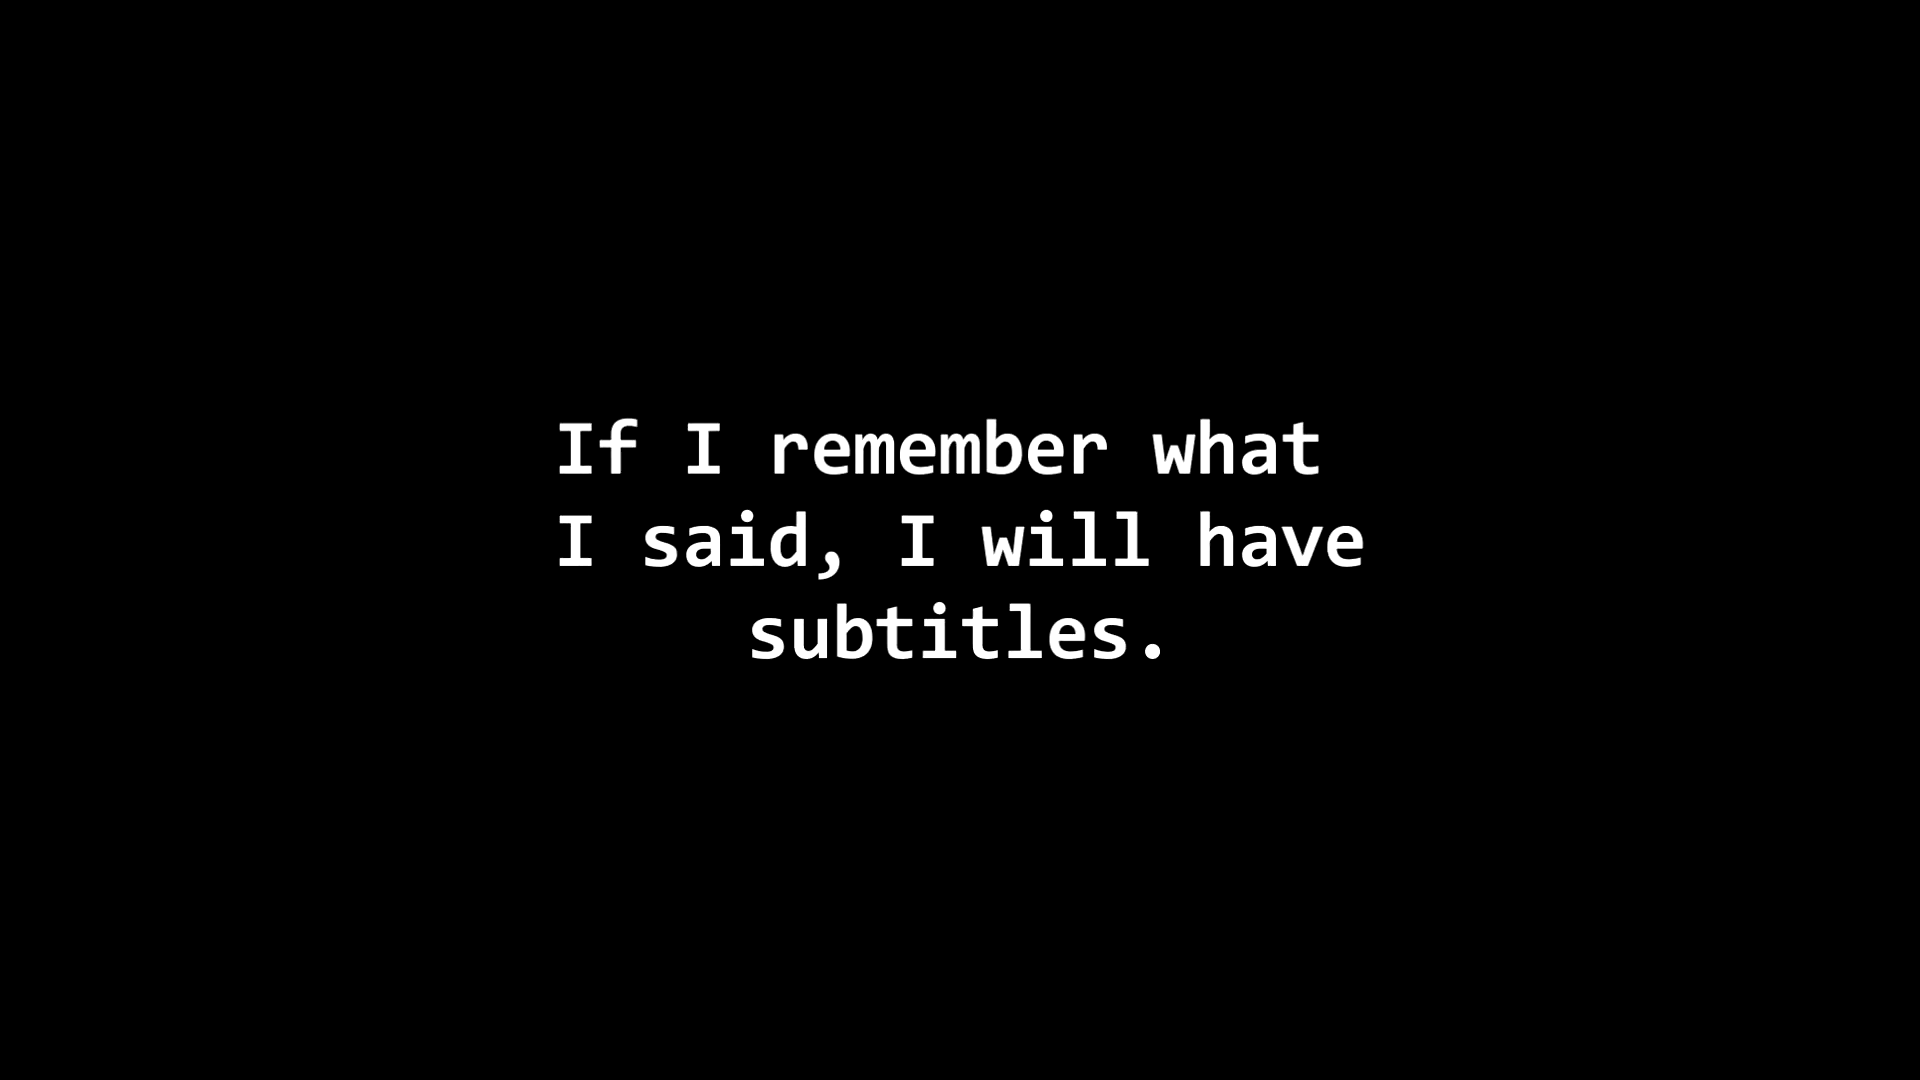 If I remember what
I said, I will have
subtitles.